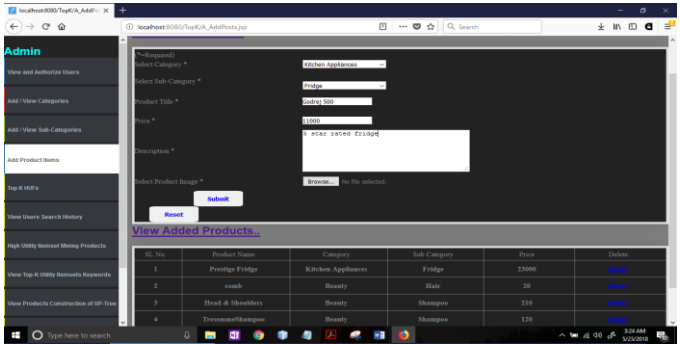 localhost:8080/TopK/A_AddPo
localhost:8080/TopK/A_AddPosts.jsp
Search
Admin
View and Authorize Users
Add / View Categories
Add / View Sub-Categories
Add Product Items
Top K HUI's
View Users Search History
High Utility Itemset Mining Products
View Top-K Utility Itemsets Keywords
View Products Construction of UP-Tree
(*=Required)
Select Category *
Kitchen Appliances
Select Sub-Category *
Fridge
Product Title *
Godrej 500
Price *
11000
Description *
5 star rated fridge
Select Product Image *
Browse... No file selected.
Submit
Reset
View Added Products..
SL No Product Name Category Sub Category Price Delete
1 Prestige Fridge Kitchen Appliances Fridge 23000
2 comb Beauty Hair 20
3 Head & Shoulders Beauty Shampoo 210
4 TresemmeShampoo Beauty Shampoo 120
Type here to search
3:24 AM
5/23/2018